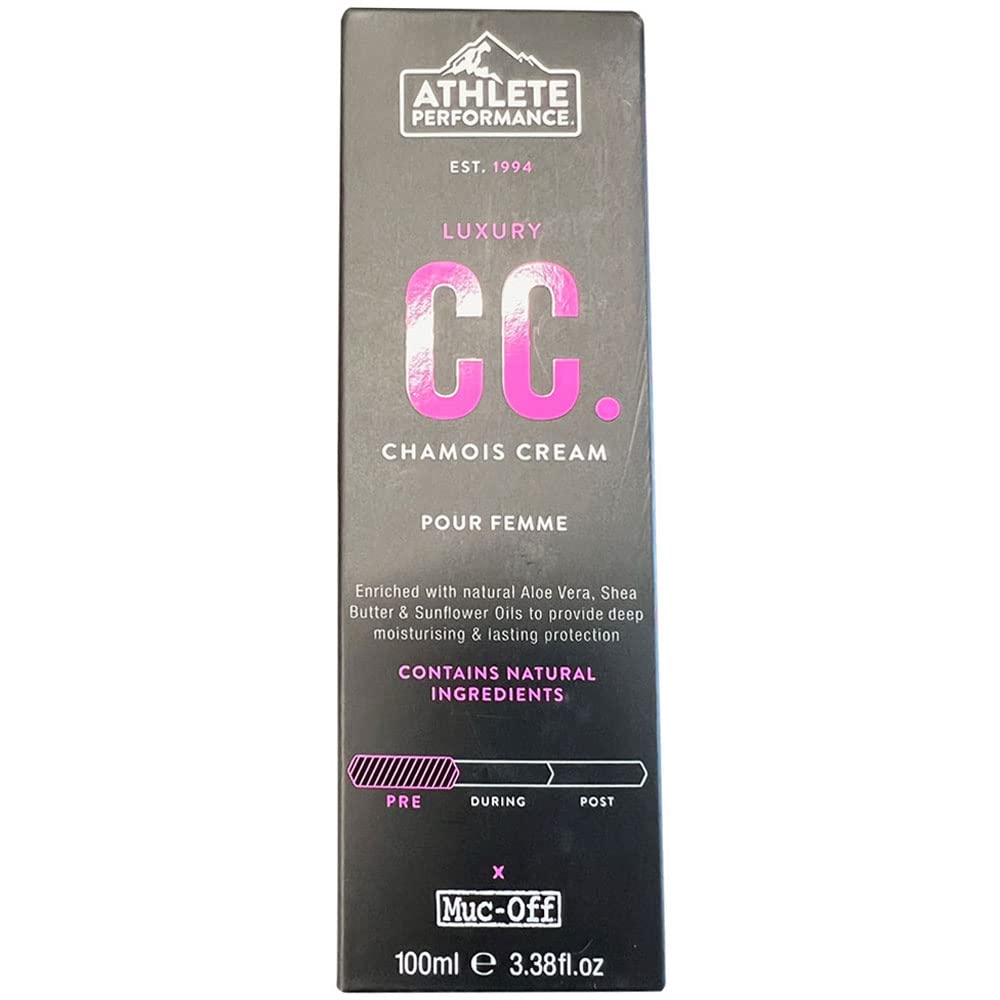 ATHLETE
PERFORMANCE.
EST. 1994
LUXURY
CC.
CHAMOIS CREAM
POUR FEMME
Enriched with natural Aloe Vera, Shea
Butter & Sunflower Oils to provide deep
moisturising & lasting protection
CONTAINS NATURAL
INGREDIENTS
PRE DURING POST
X
Muc-Off
100ml ℮ 3.38fl.oz